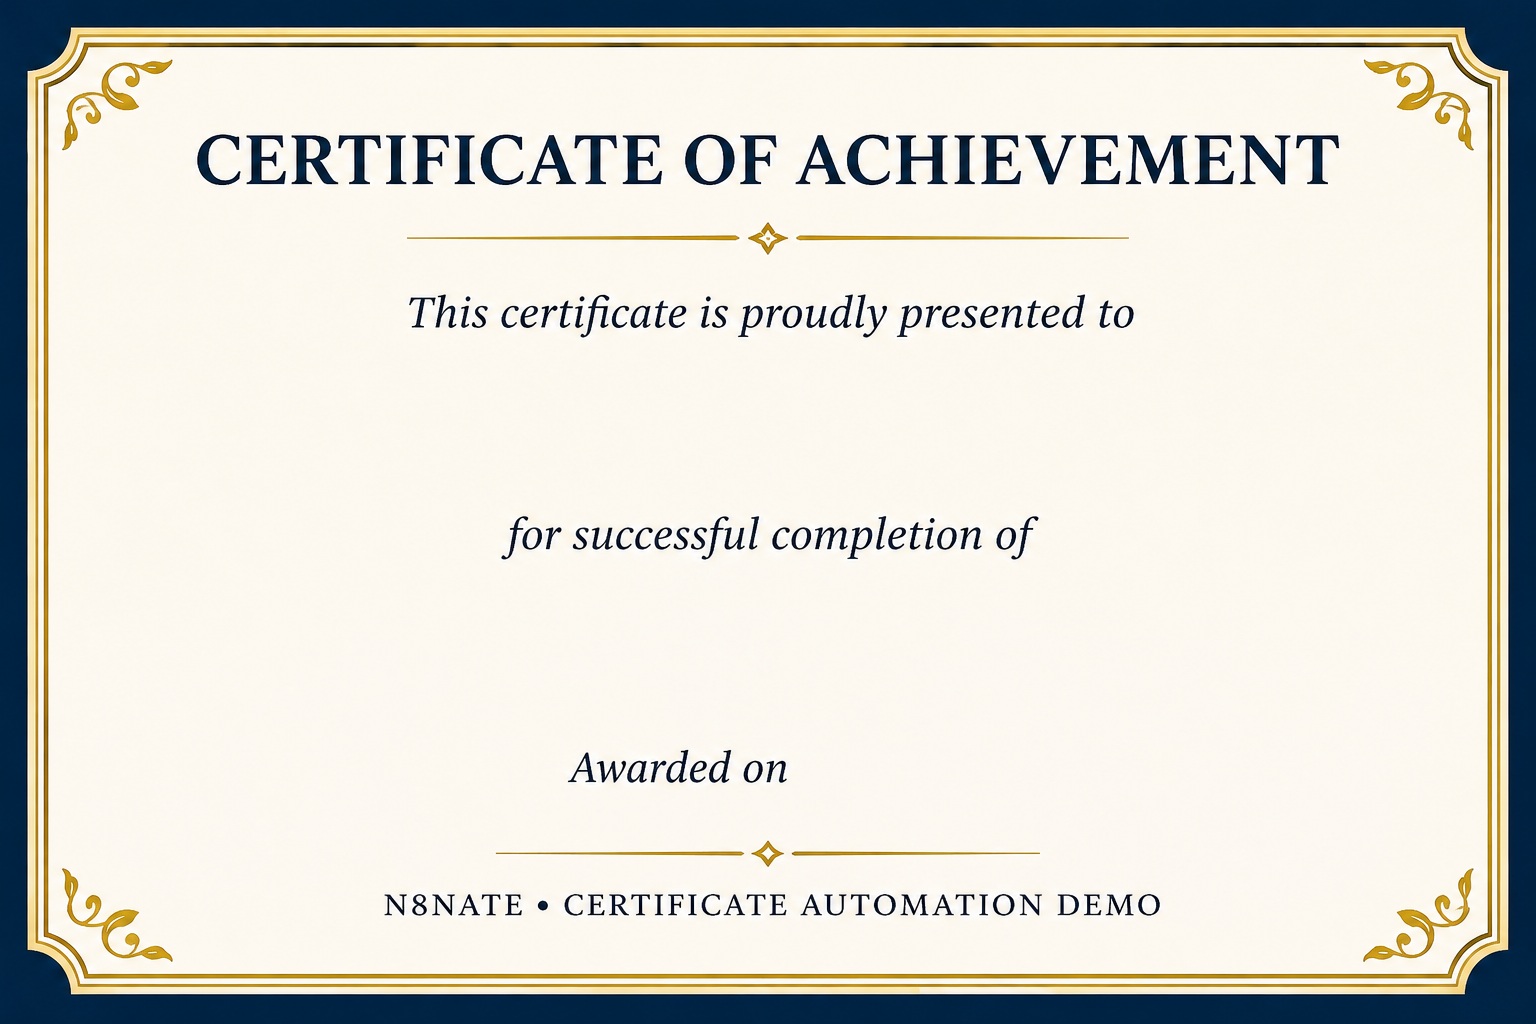 CERTIFICATE OF ACHIEVEMENT
This certificate is proudly presented to
for successful completion of
Awarded on
N8NATE • CERTIFICATE AUTOMATION DEMO